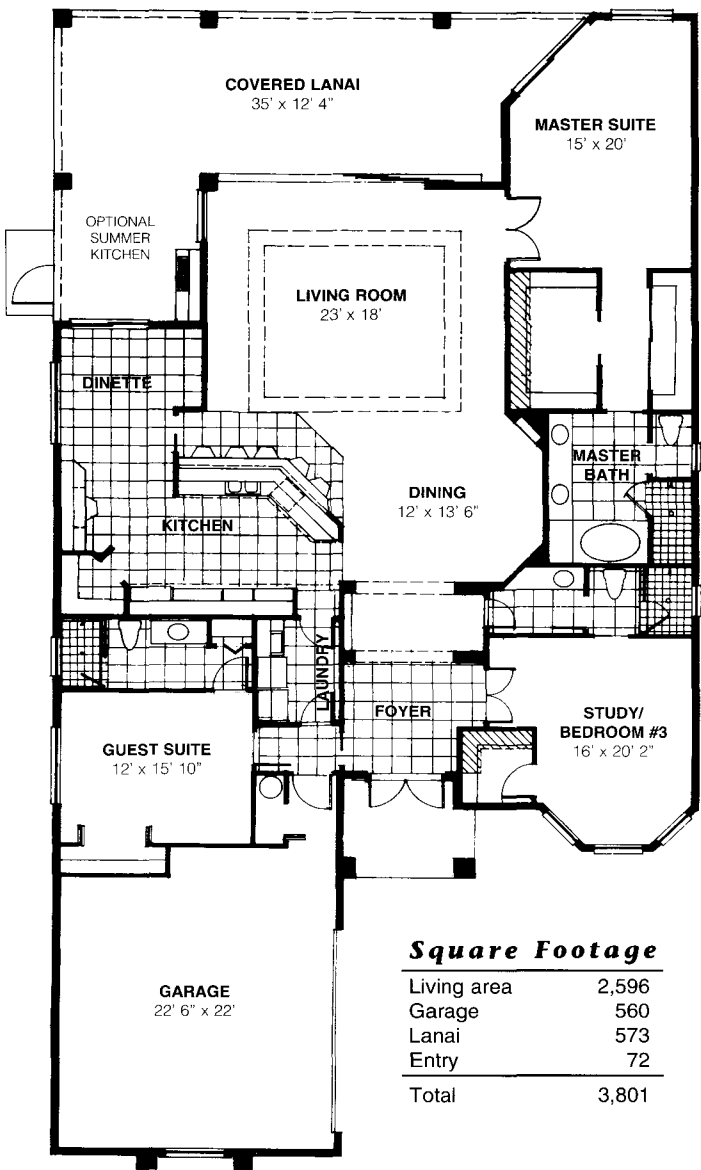 COVERED LANAI
35' x 12' 4"
MASTER SUITE
15' x 20'
OPTIONAL
SUMMER
KITCHEN
LIVING ROOM
23' x 18'
DINETTE
MASTER
BATH
DINING
12' x 13' 6"
KITCHEN
LAUNDRY
FOYER
STUDY/
BEDROOM #3
16' x 20' 2"
GUEST SUITE
12' x 15' 10"
GARAGE
22' 6" x 22'
Square Footage
Living area 2,596
Garage 560
Lanai 573
Entry 72
Total 3,801